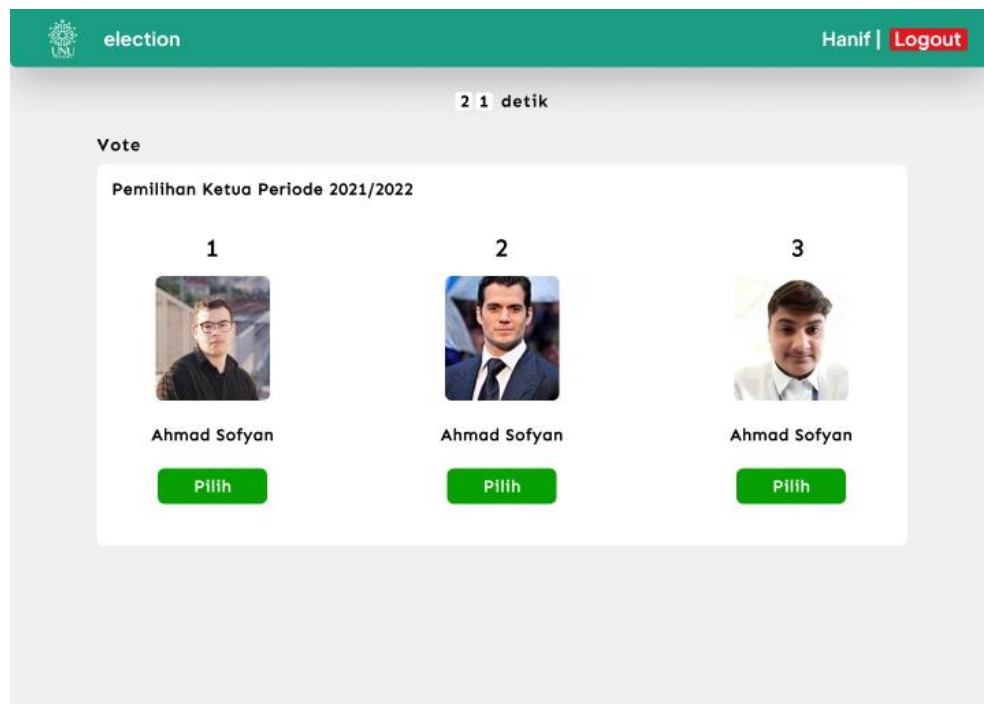 UNU
election
Hanif | Logout
2 1 detik
Vote
Pemilihan Ketua Periode 2021/2022
1 2 3
Ahmad Sofyan Ahmad Sofyan Ahmad Sofyan
Pilih Pilih Pilih